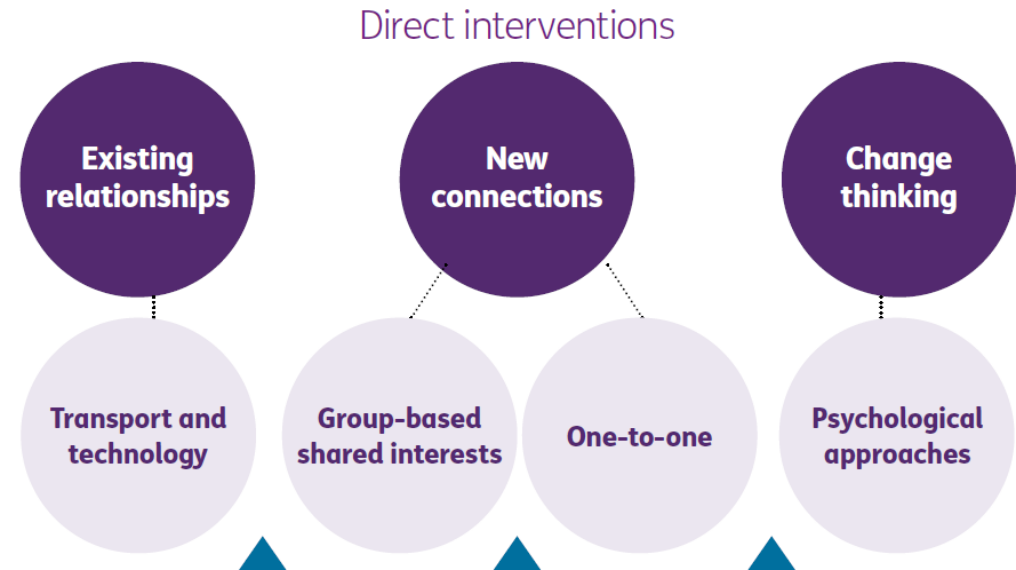 Direct interventions
Existing
relationships
New
connections
Change
thinking
Transport and
technology
Group-based
shared interests
One-to-one
Psychological
approaches